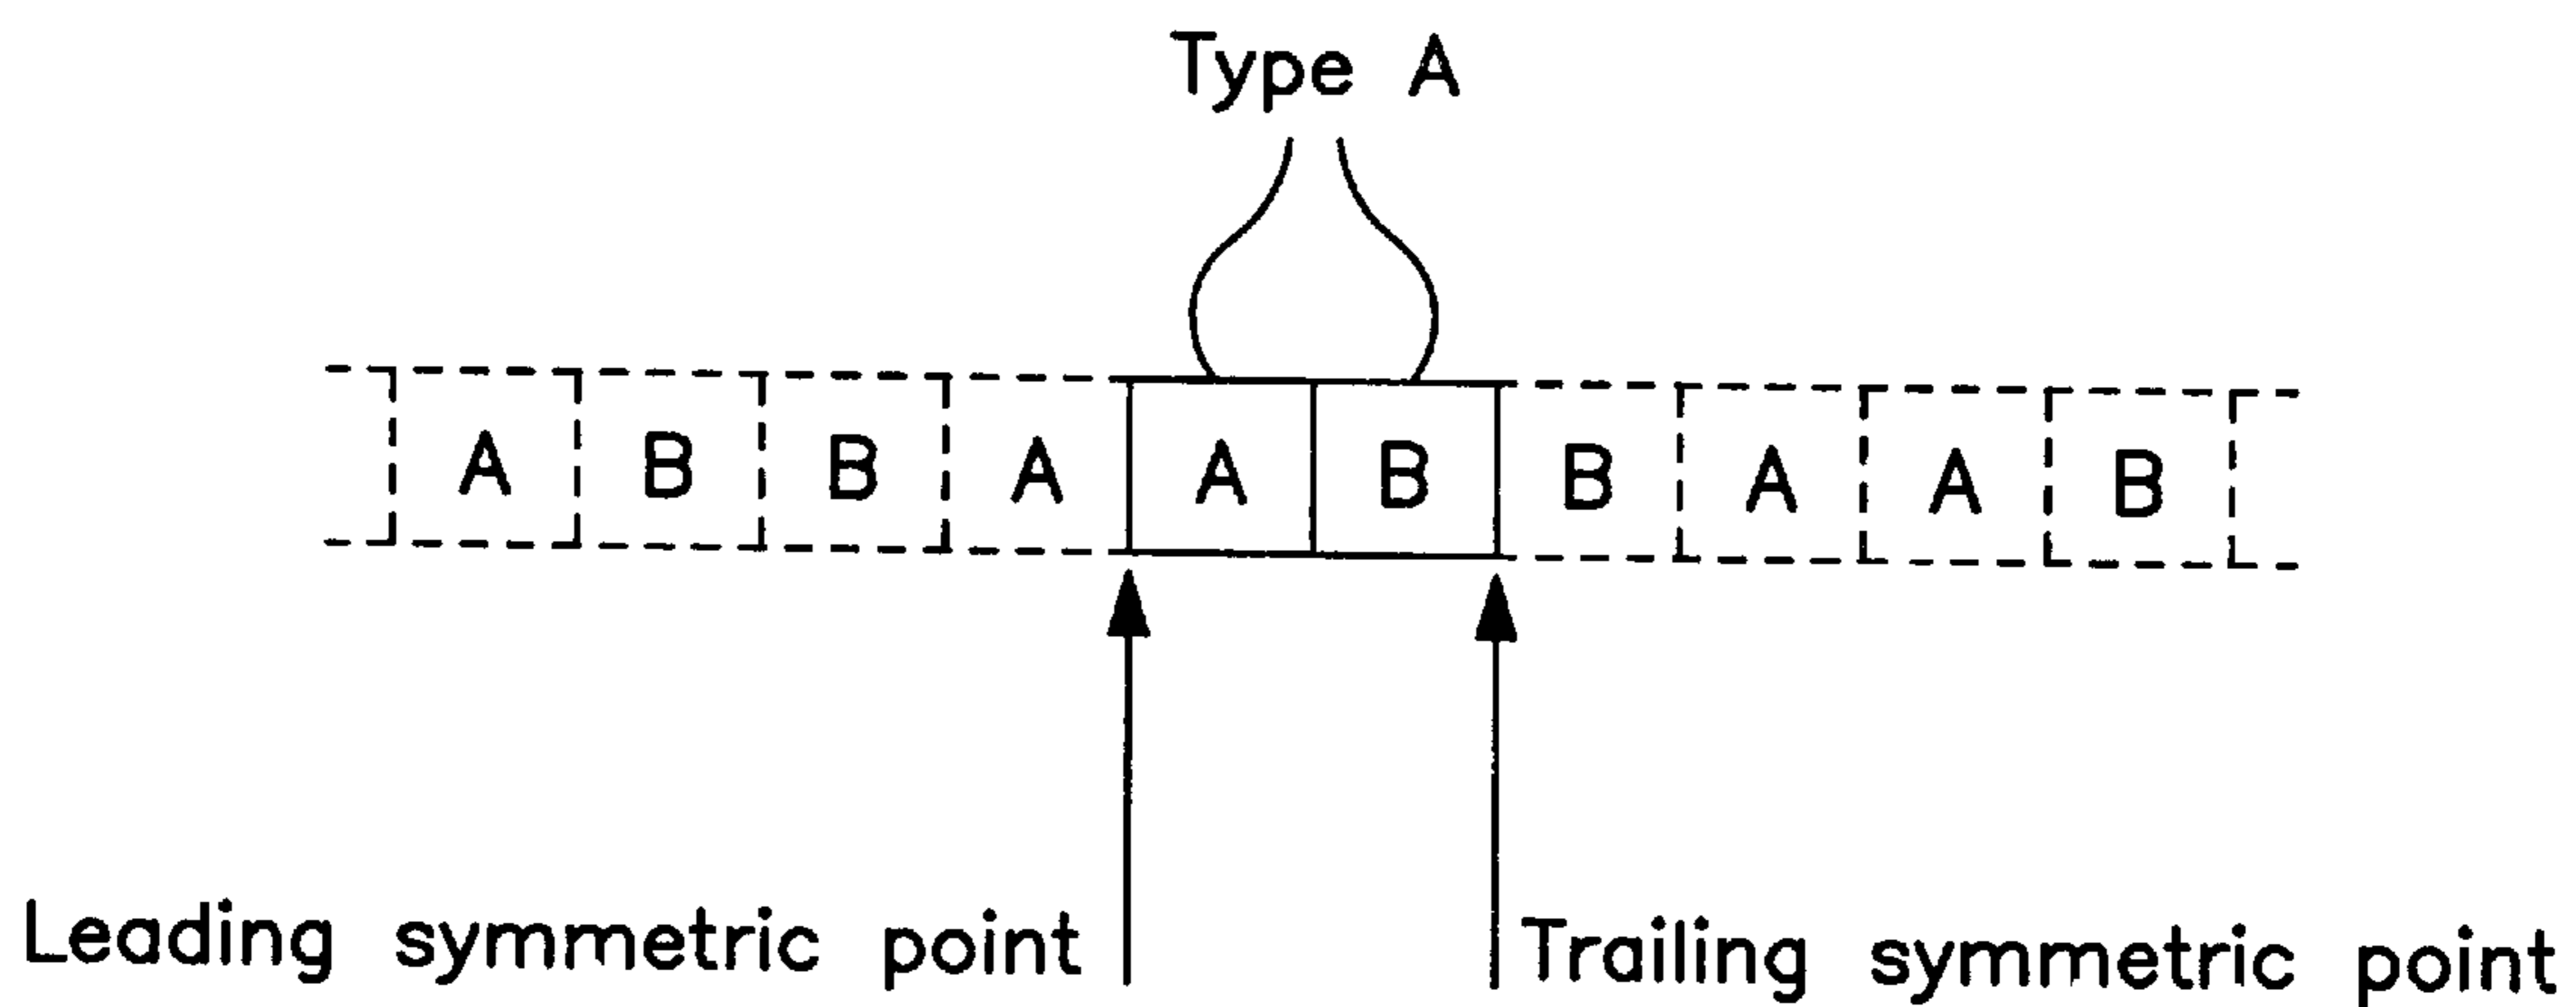 Type A
A B B A A B B A A B
Leading symmetric point Trailing symmetric point